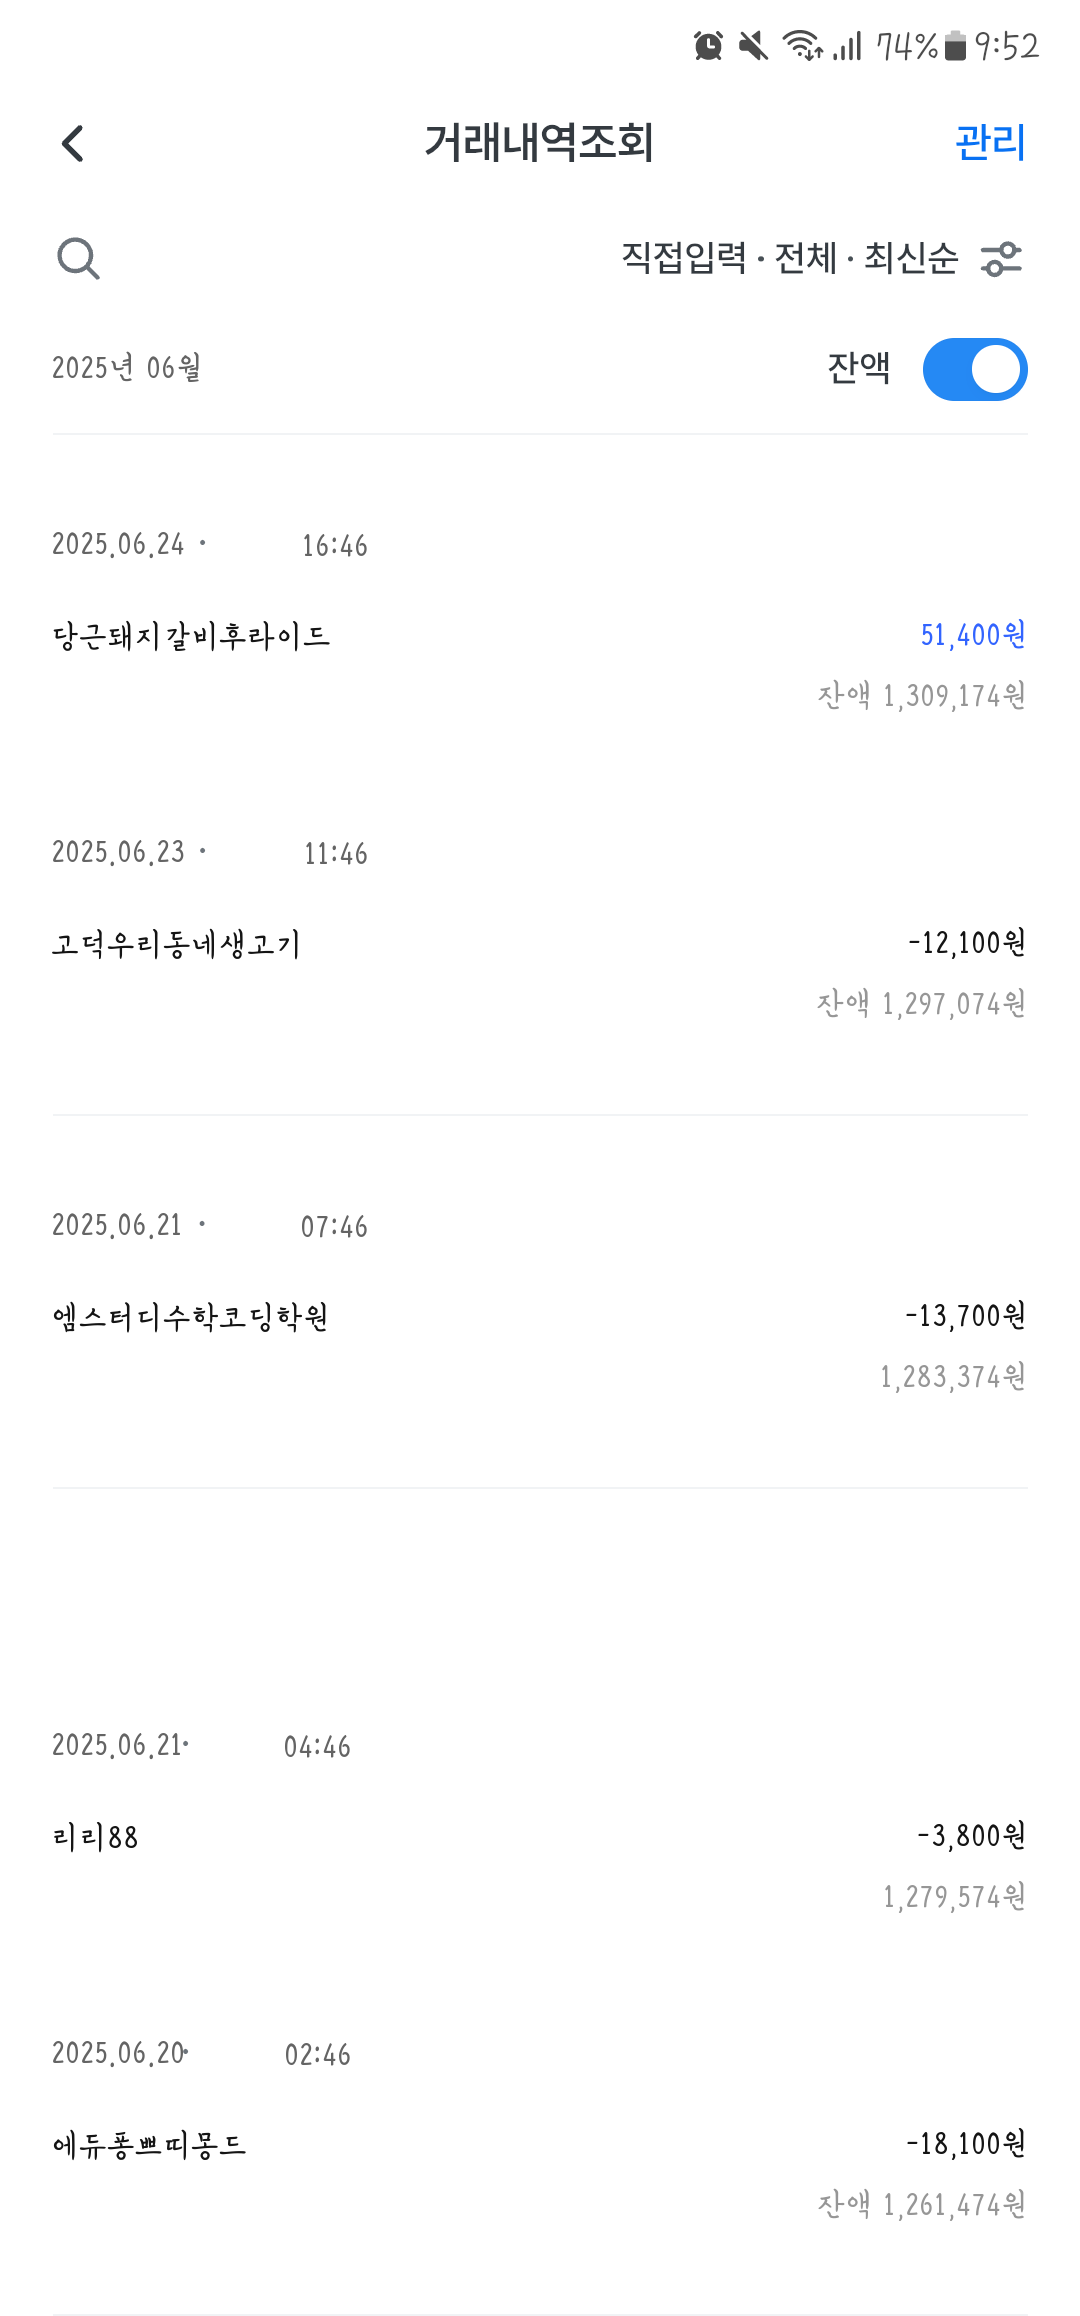 74% 9:52
거래내역조회 관리
직접입력 · 전체 · 최신순
2025년 06월 잔액
2025.06.24 · 16:46
당근돼지갈비후라이드 51,400원
잔액 1,309,174원
2025.06.23 · 11:46
고덕우리동네생고기 -12,100원
잔액 1,297,074원
2025.06.21 · 07:46
엠스터디수학코딩학원 -13,700원
1,283,374원
2025.06.21· 04:46
리리88 -3,800원
1,279,574원
2025.06.20· 02:46
에듀퐁쁘띠몽드 -18,100원
잔액 1,261,474원